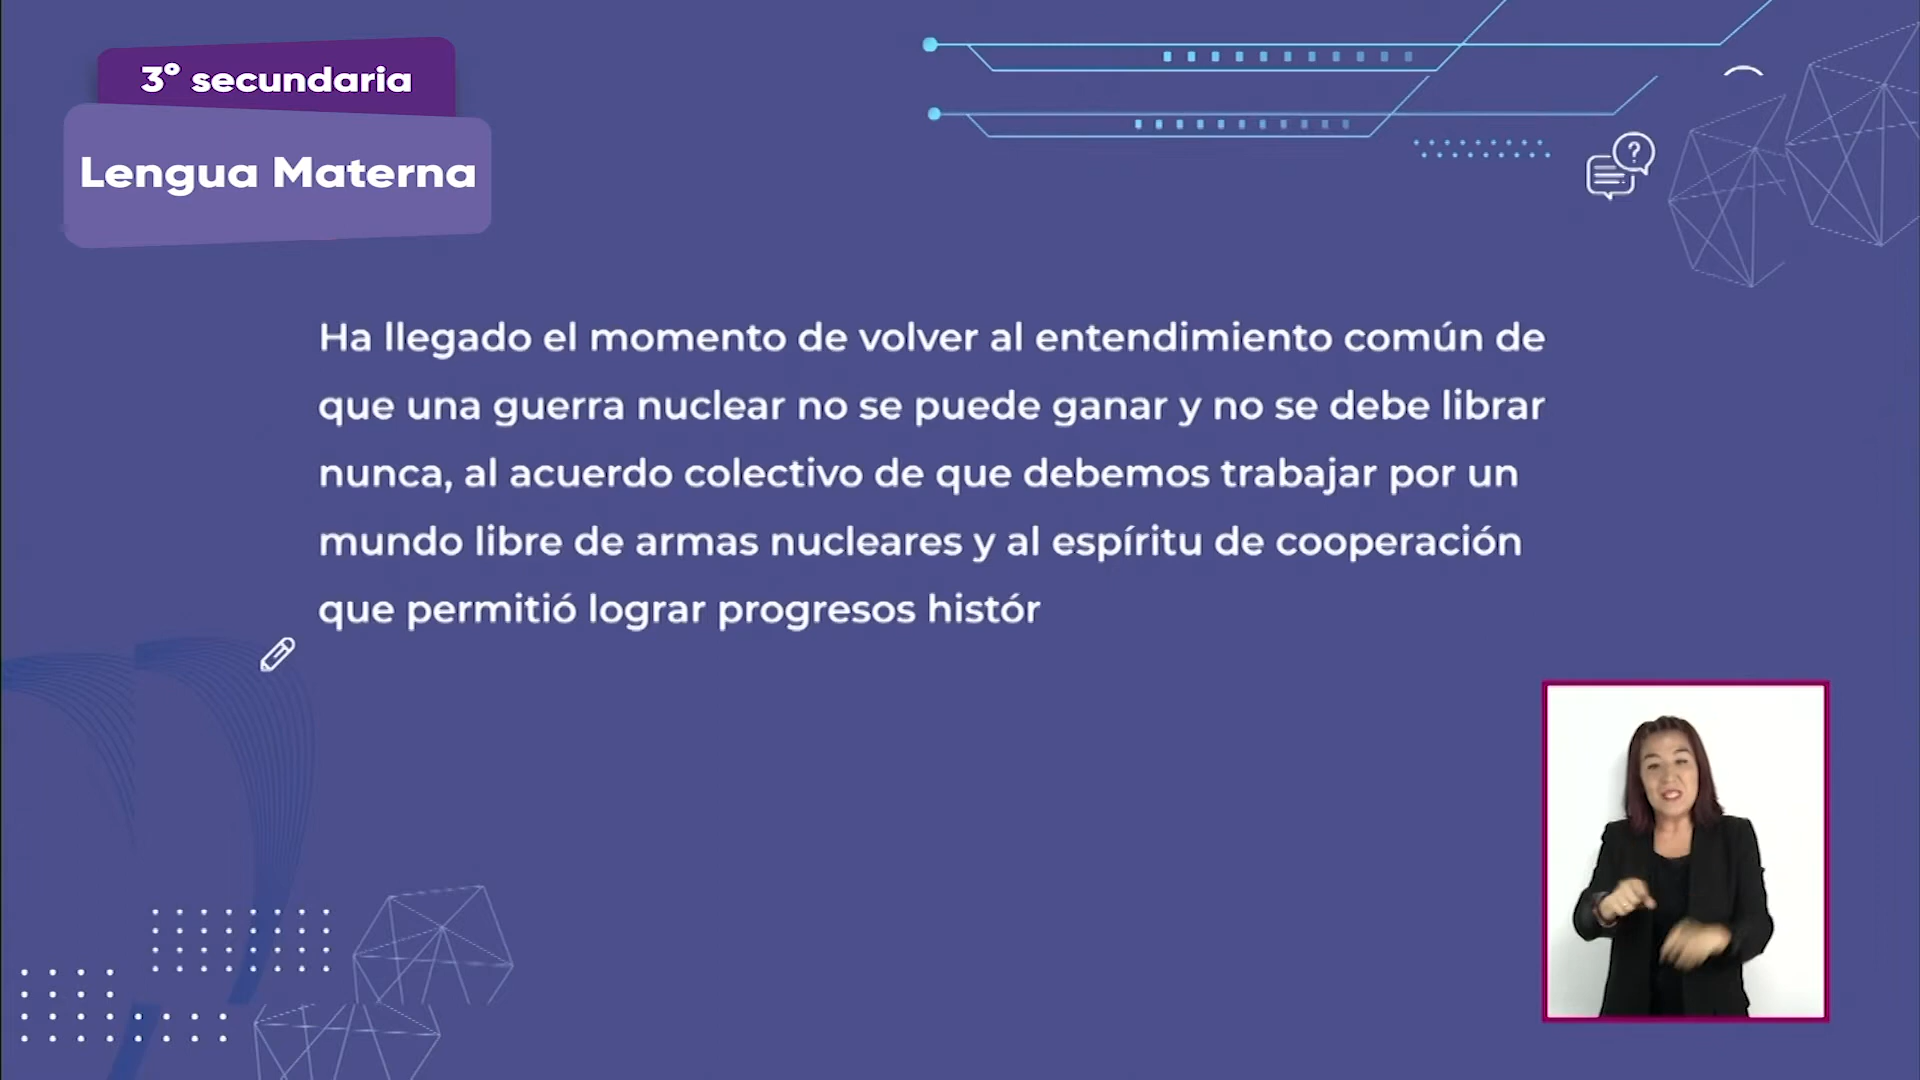 3° secundaria
Lengua Materna
Ha llegado el momento de volver al entendimiento común de
que una guerra nuclear no se puede ganar y no se debe librar
nunca, al acuerdo colectivo de que debemos trabajar por un
mundo libre de armas nucleares y al espíritu de cooperación
que permitió lograr progresos histór